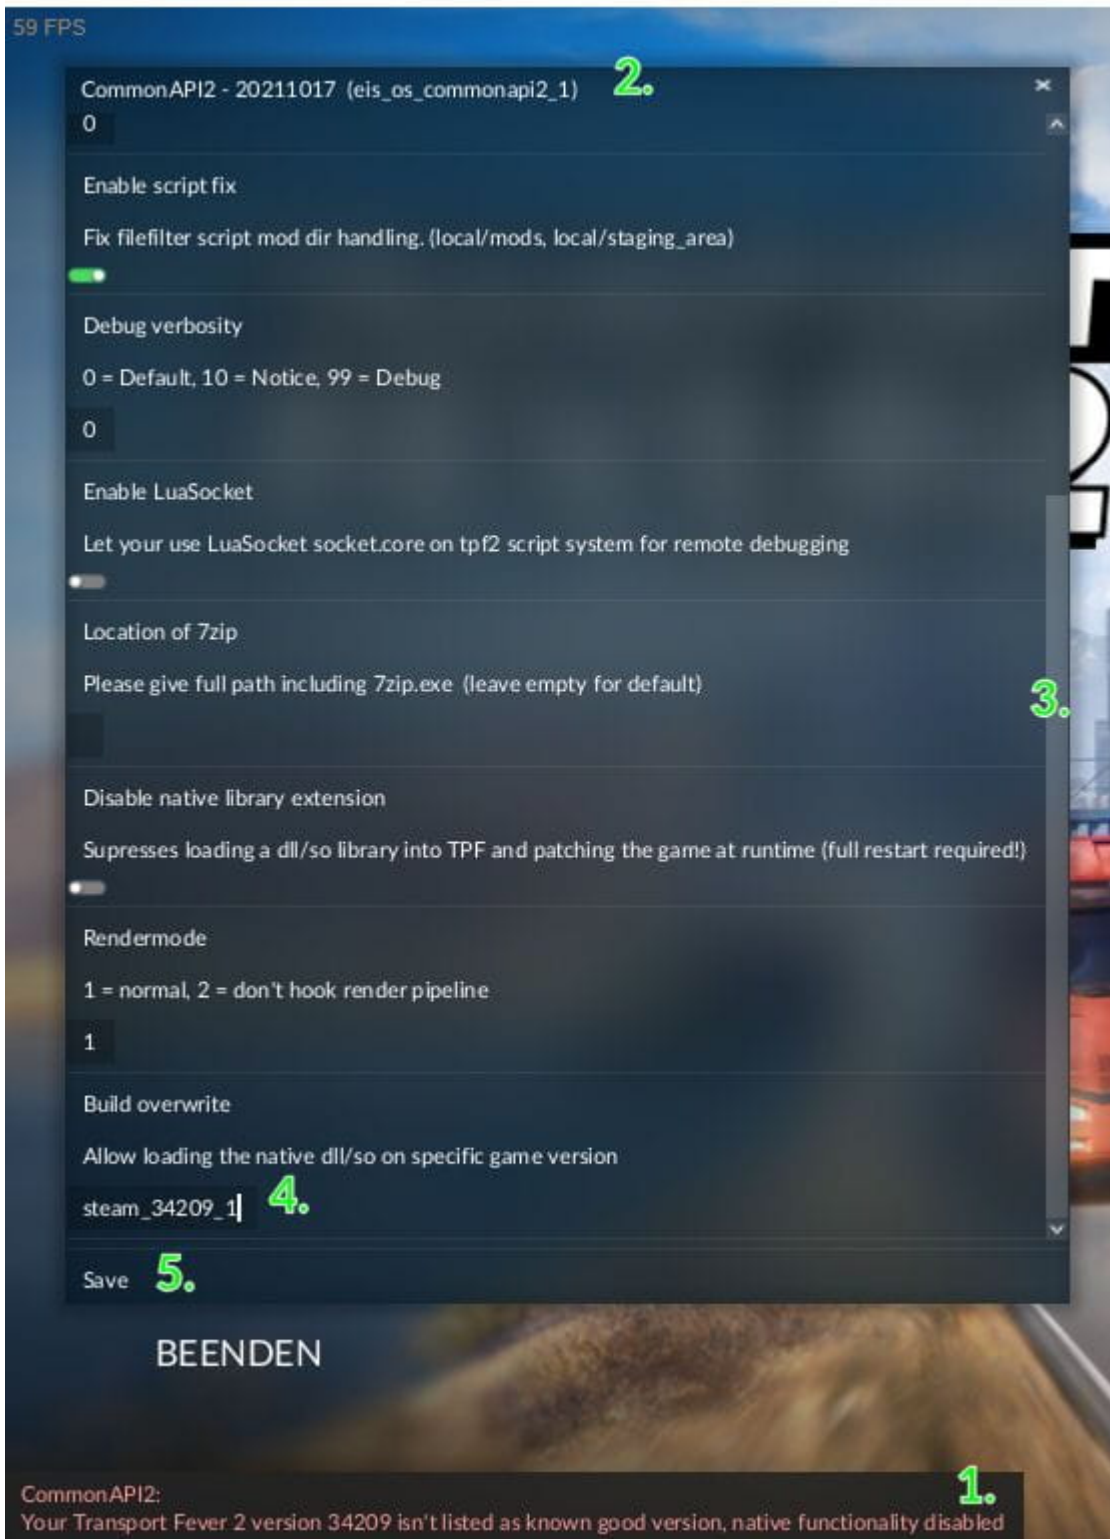 59 FPS
CommonAPI2 - 20211017 (eis_os_commonapi2_1) 2.
0
Enable script fix
Fix filefilter script mod dir handling. (local/mods, local/staging_area)
Debug verbosity
0 = Default, 10 = Notice, 99 = Debug
0
Enable LuaSocket
Let your use LuaSocket socket.core on tpf2 script system for remote debugging
Location of 7zip
Please give full path including 7zip.exe (leave empty for default)
3.
Disable native library extension
Supresses loading a dll/so library into TPF and patching the game at runtime (full restart required!)
Rendermode
1 = normal, 2 = don't hook render pipeline
1
Build overwrite
Allow loading the native dll/so on specific game version
steam_34209_1 4.
Save 5.
BEENDEN
1.
CommonAPI2:
Your Transport Fever 2 version 34209 isn't listed as known good version, native functionality disabled